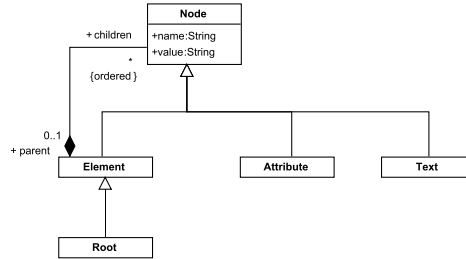 Node
+name:String
+value:String
+children
*
{ordered}
0..1
+ parent
Element
Attribute
Text
Root